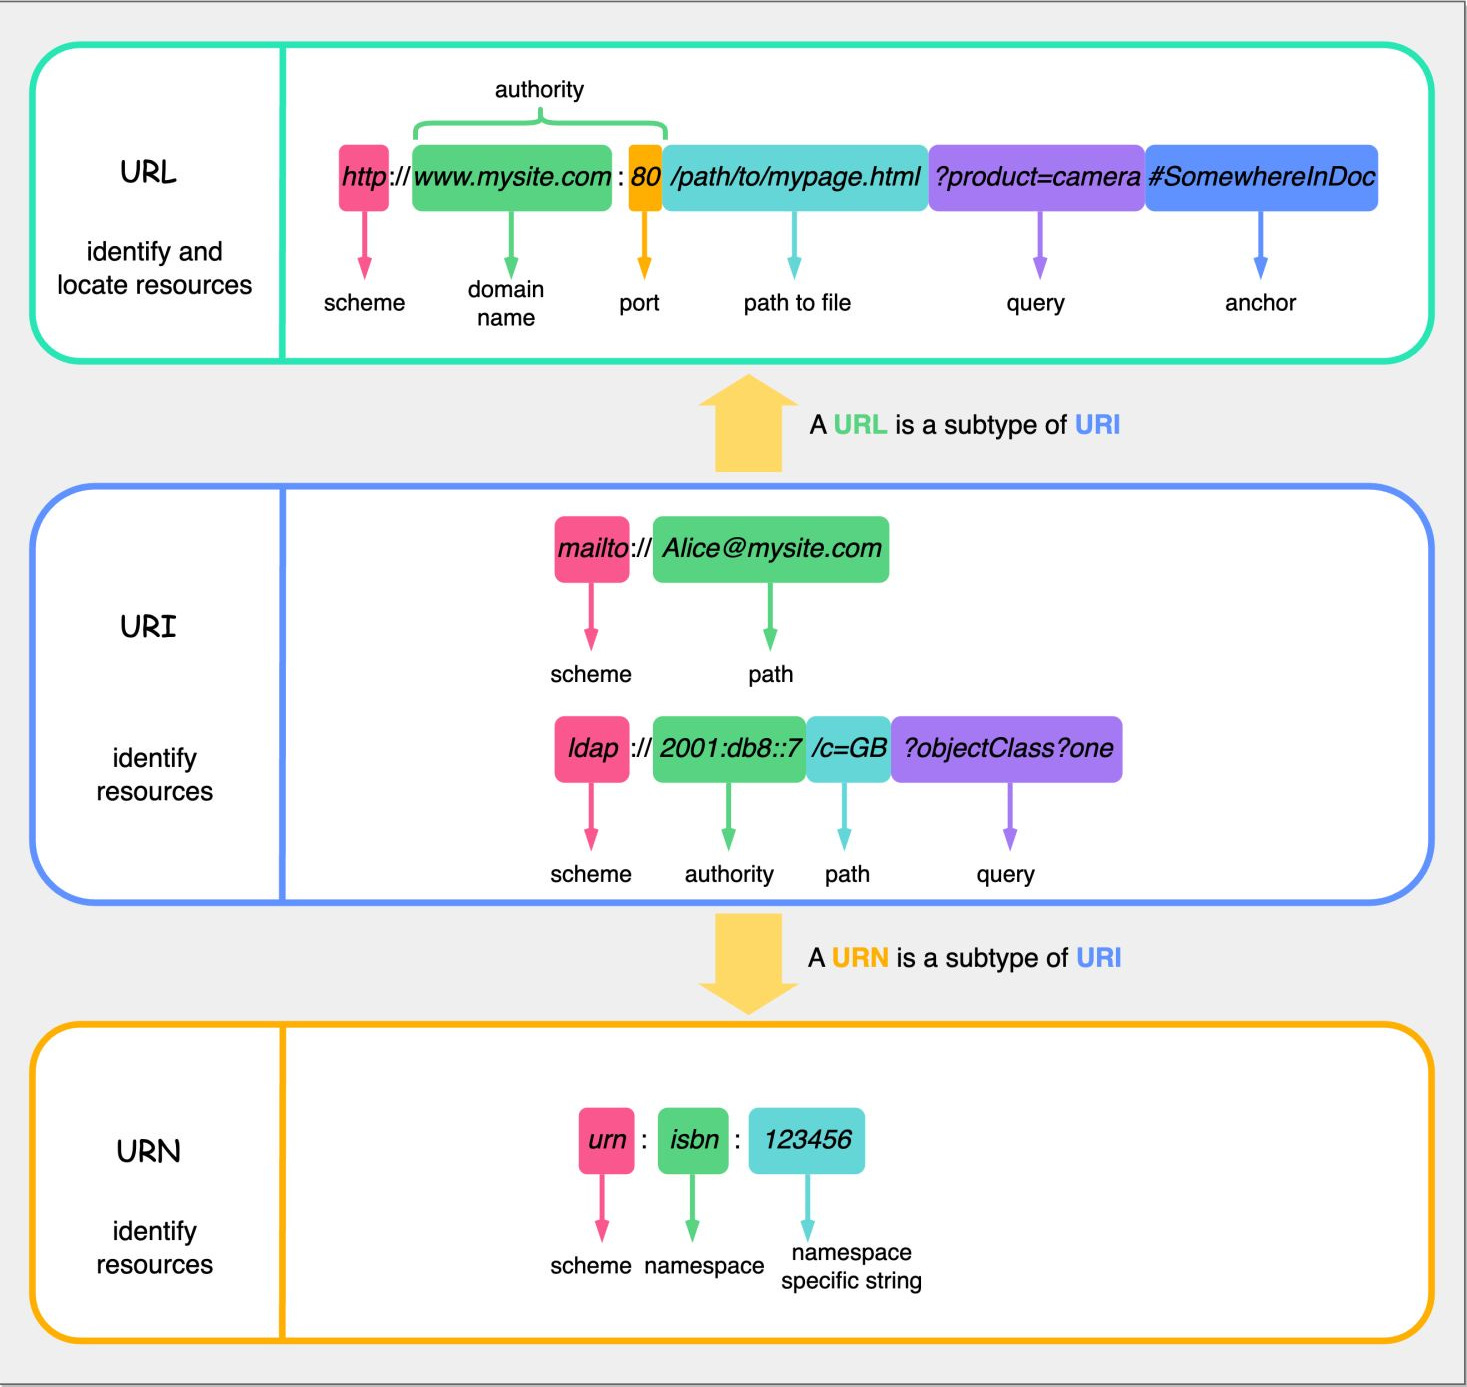 authority
URL
http://www.mysite.com : 80 /path/to/mypage.html ?product=camera #SomewhereInDoc
identify and
locate resources
scheme
domain
name
port
path to file
query
anchor
A URL is a subtype of URI
URI
identify
resources
mailto:// Alice@mysite.com
scheme
path
ldap :// 2001:db8::7 /c=GB ?objectClass?one
scheme
authority
path
query
A URN is a subtype of URI
URN
identify
resources
urn : isbn : 123456
scheme
namespace
namespace
specific string